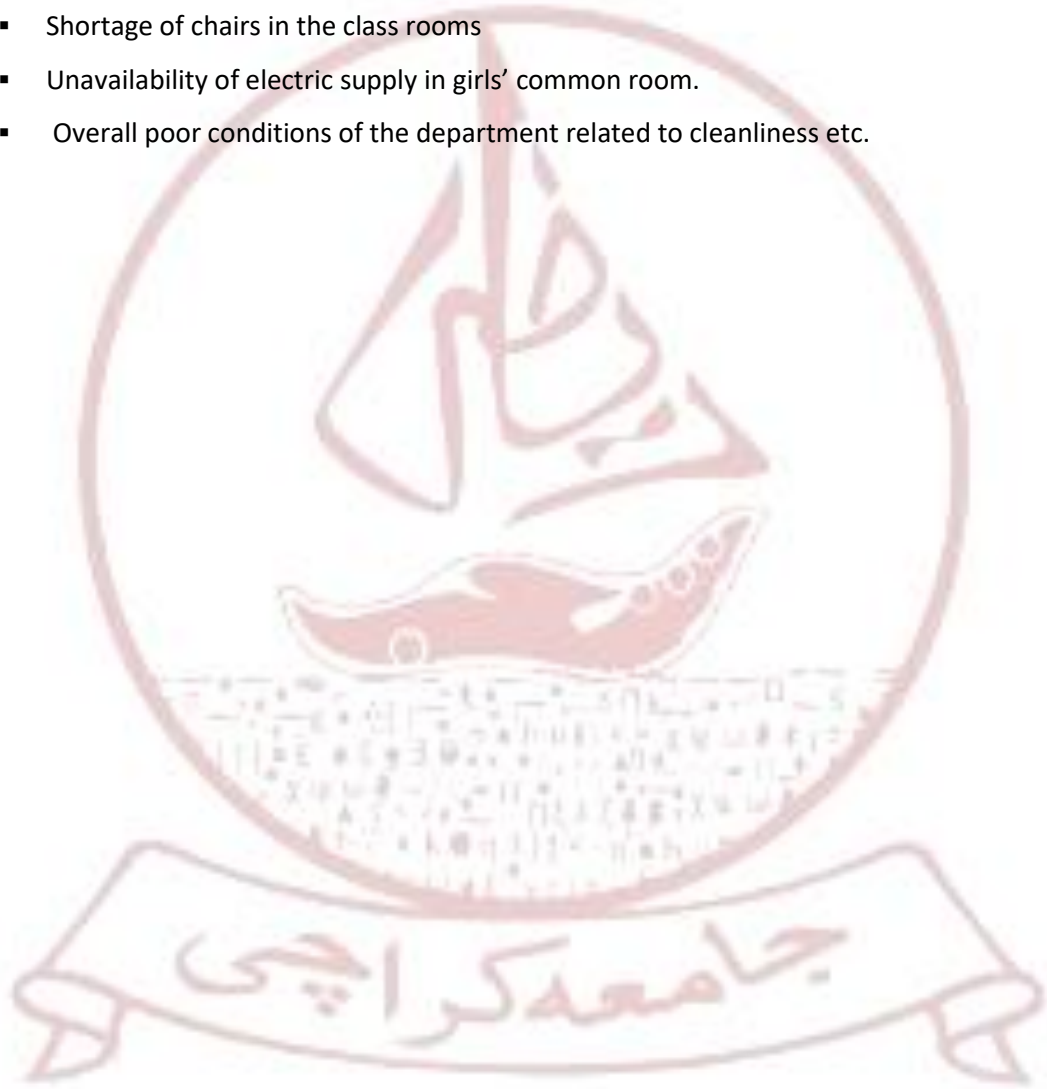 ▪ Shortage of chairs in the class rooms
▪ Unavailability of electric supply in girls’ common room.
▪ Overall poor conditions of the department related to cleanliness etc.
جامعہ کراچی